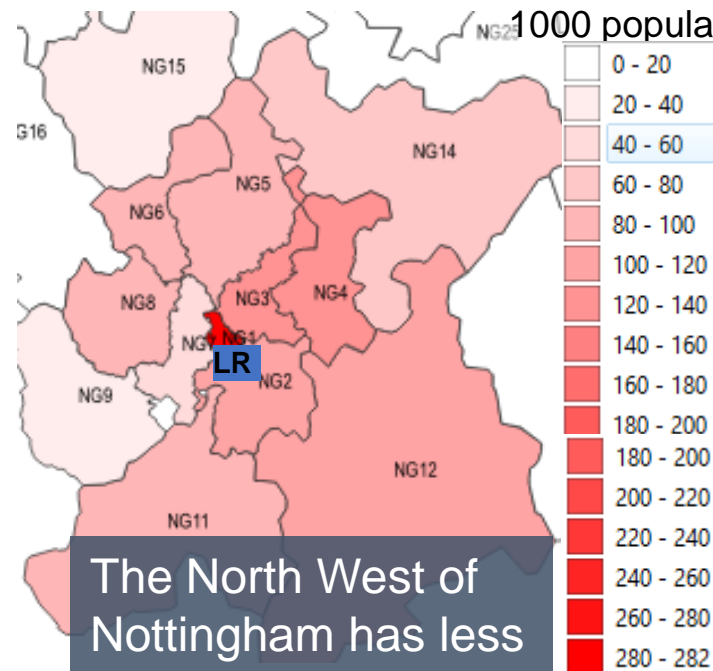 1000 popula
NG25
NG15
G16
NG14
NG5
NG6
NG3
NG4
NG8
NG7
NG1
LR
NG2
NG9
NG12
NG11
0 - 20
20 - 40
40 - 60
60 - 80
80 - 100
100 - 120
120 - 140
140 - 160
160 - 180
180 - 200
180 - 200
200 - 220
220 - 240
240 - 260
260 - 280
280 - 282
The North West of
Nottingham has less